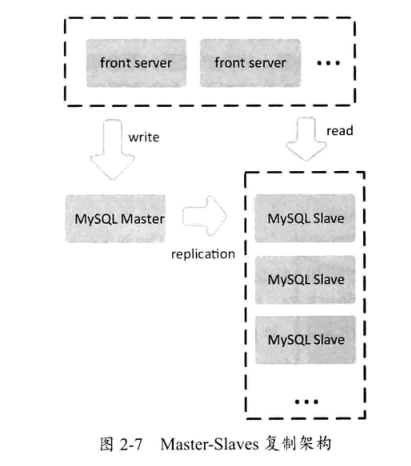 front server front server ...
write read
MySQL Master MySQL Slave
replication
MySQL Slave
MySQL Slave
...
图 2-7 Master-Slaves 复制架构